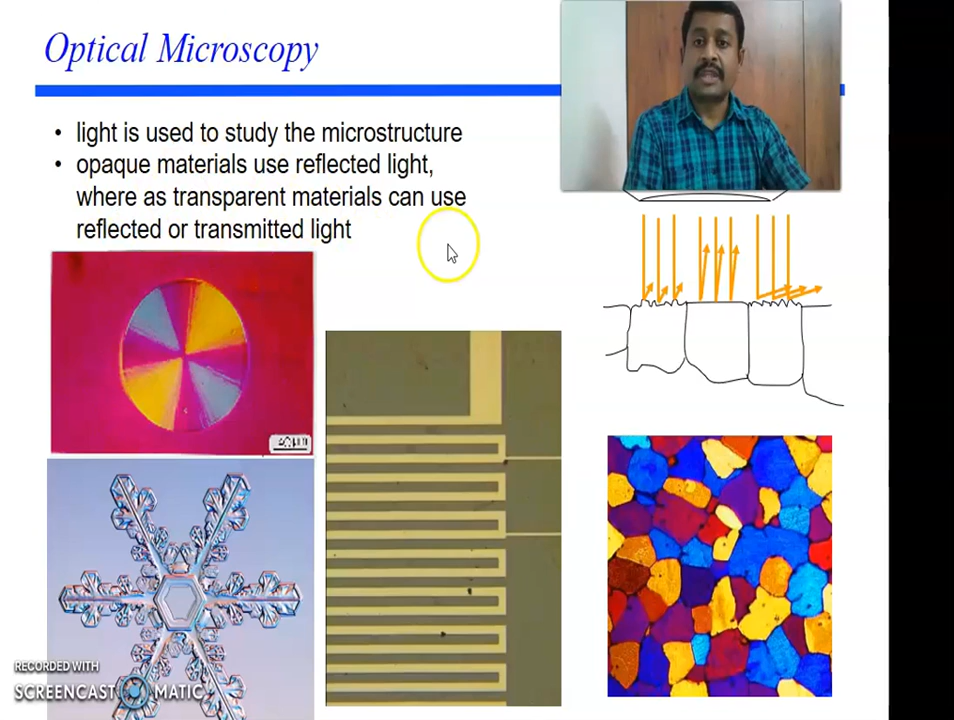 Optical Microscopy
• light is used to study the microstructure
• opaque materials use reflected light,
where as transparent materials can use
reflected or transmitted light
RECORDED WITH
SCREENCAST MATIC